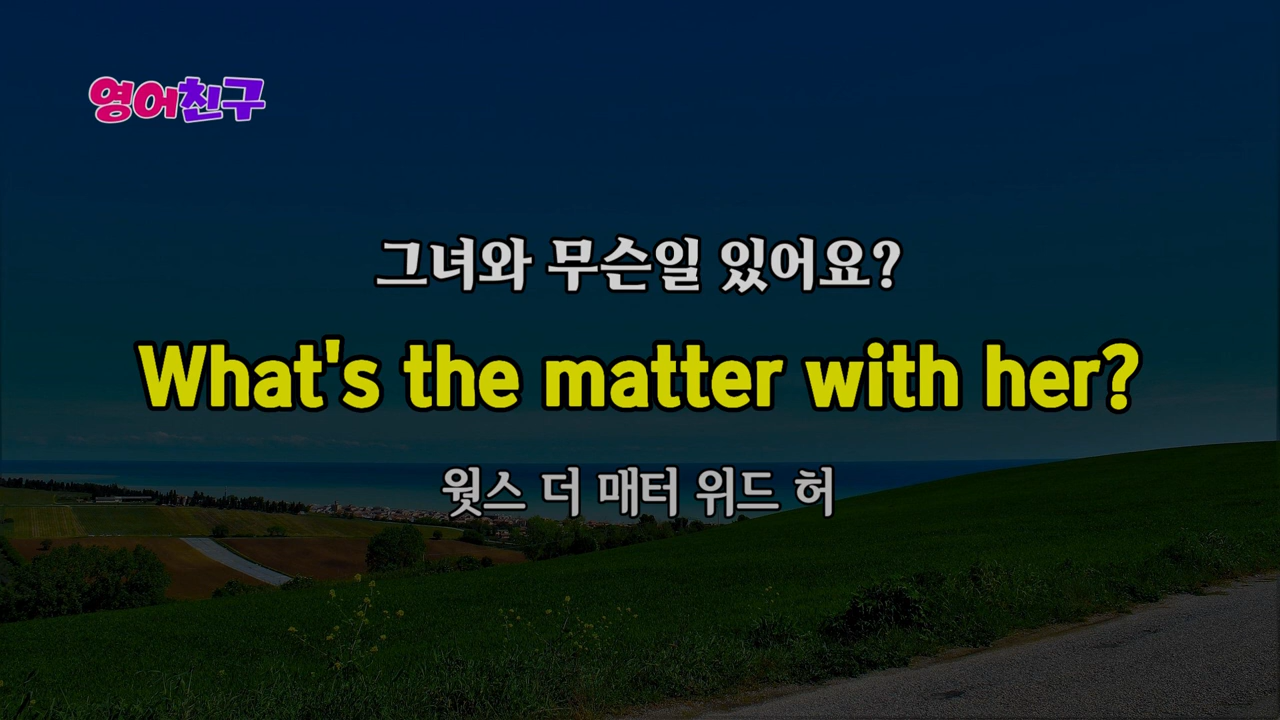 영어친구
그녀와 무슨일 있어요?
What's the matter with her?
웟스 더 매터 위드 허